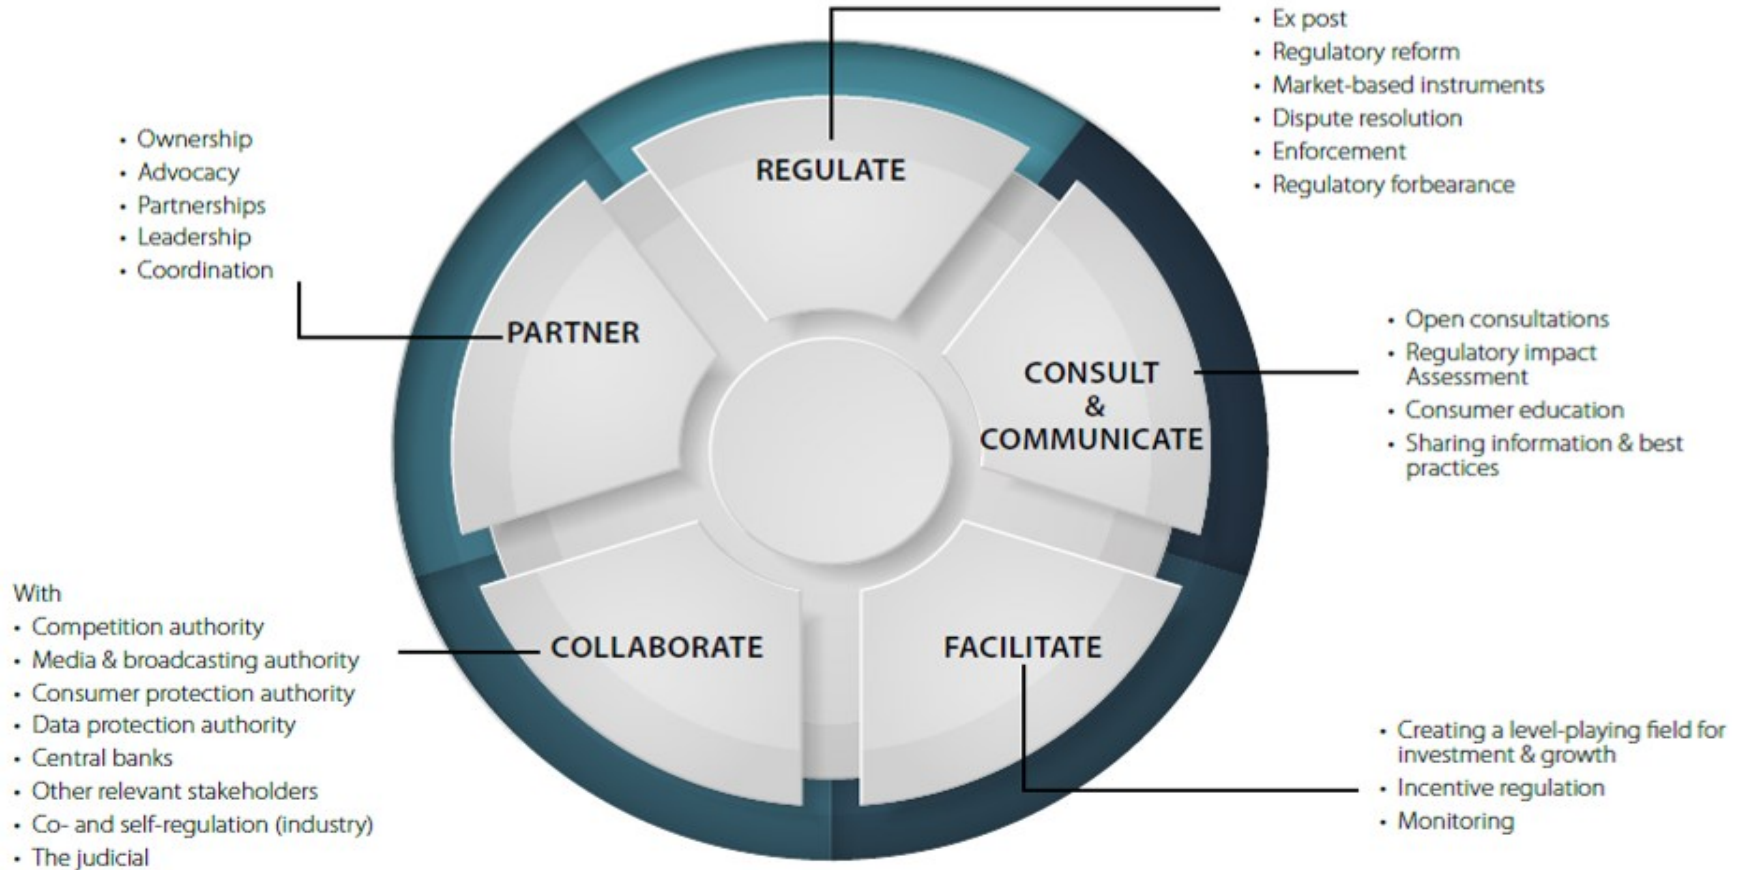 • Ex post
• Regulatory reform
• Market-based instruments
• Dispute resolution
• Enforcement
• Regulatory forbearance
• Ownership
• Advocacy
• Partnerships
• Leadership
• Coordination
REGULATE
PARTNER
CONSULT
&
COMMUNICATE
• Open consultations
• Regulatory impact
Assessment
• Consumer education
• Sharing information & best
practices
With
• Competition authority
• Media & broadcasting authority
• Consumer protection authority
• Data protection authority
• Central banks
• Other relevant stakeholders
• Co- and self-regulation (industry)
• The judicial
COLLABORATE
FACILITATE
• Creating a level-playing field for
investment & growth
• Incentive regulation
• Monitoring